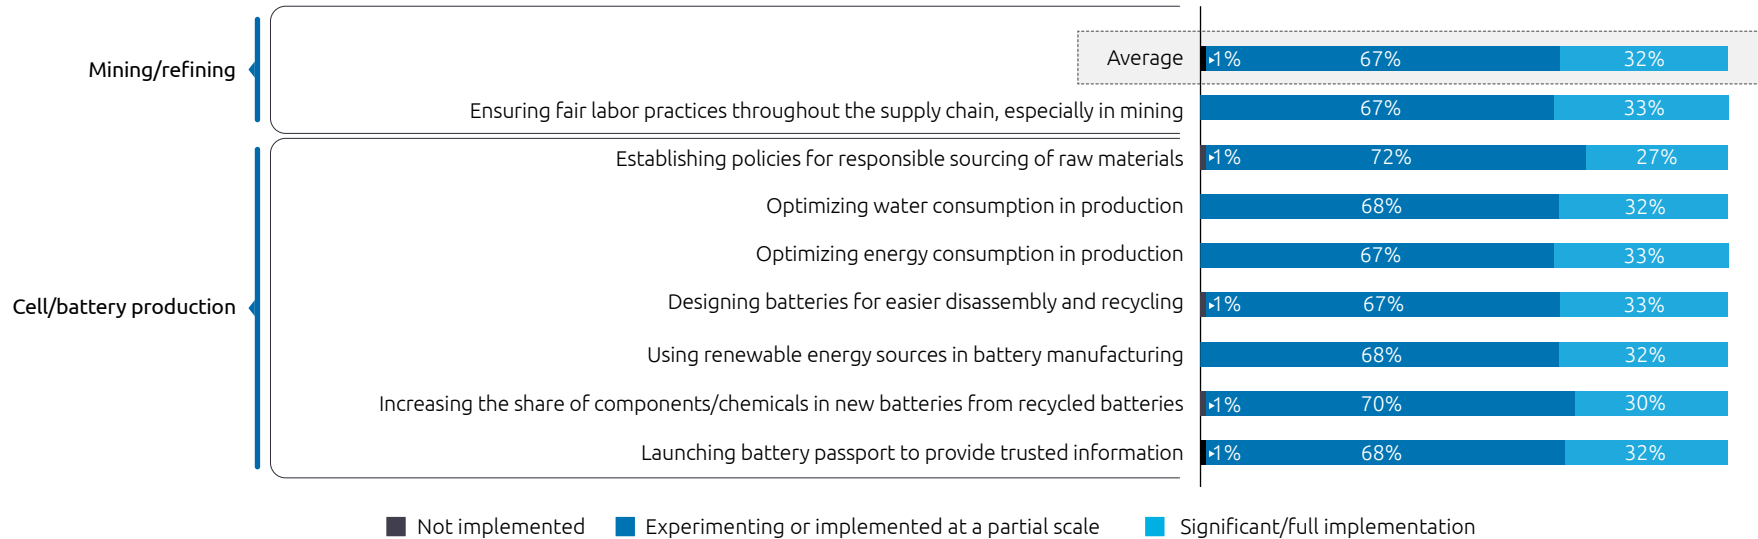 Mining/refining
Average 1% 67% 32%
Ensuring fair labor practices throughout the supply chain, especially in mining 67% 33%
Cell/battery production
Establishing policies for responsible sourcing of raw materials 1% 72% 27%
Optimizing water consumption in production 68% 32%
Optimizing energy consumption in production 67% 33%
Designing batteries for easier disassembly and recycling 1% 67% 33%
Using renewable energy sources in battery manufacturing 68% 32%
Increasing the share of components/chemicals in new batteries from recycled batteries 1% 70% 30%
Launching battery passport to provide trusted information 1% 68% 32%
Not implemented Experimenting or implemented at a partial scale Significant/full implementation